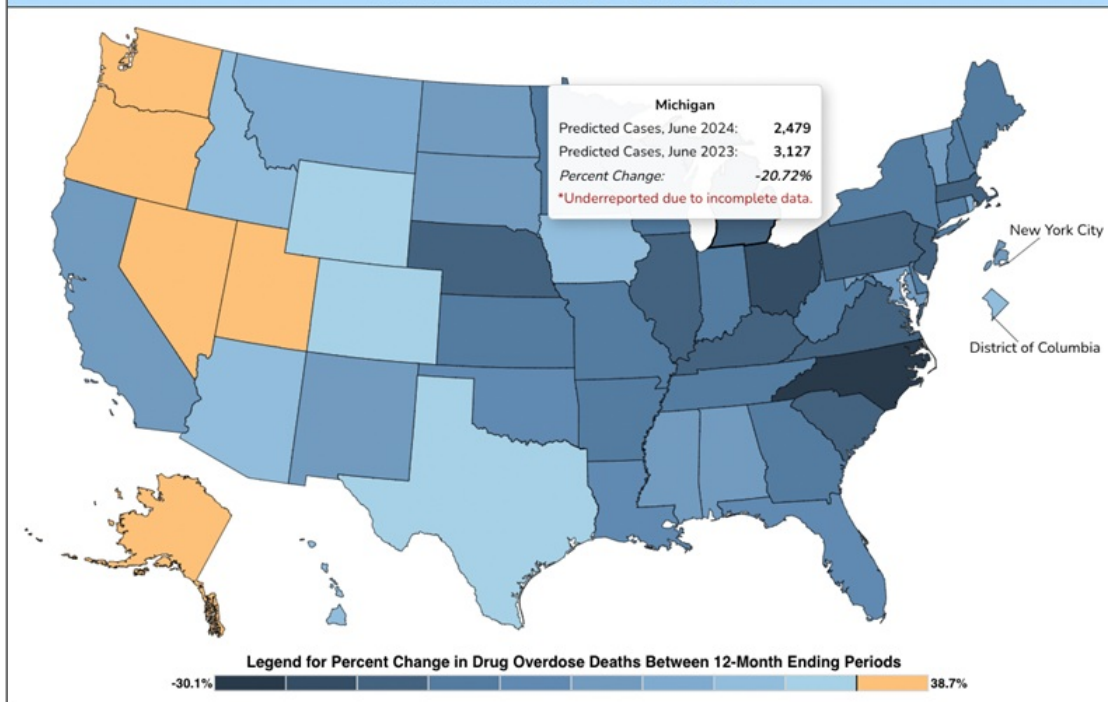 Michigan
Predicted Cases, June 2024: 2,479
Predicted Cases, June 2023: 3,127
Percent Change: -20.72%
*Underreported due to incomplete data.
New York City
District of Columbia
Legend for Percent Change in Drug Overdose Deaths Between 12-Month Ending Periods
-30.1% 38.7%